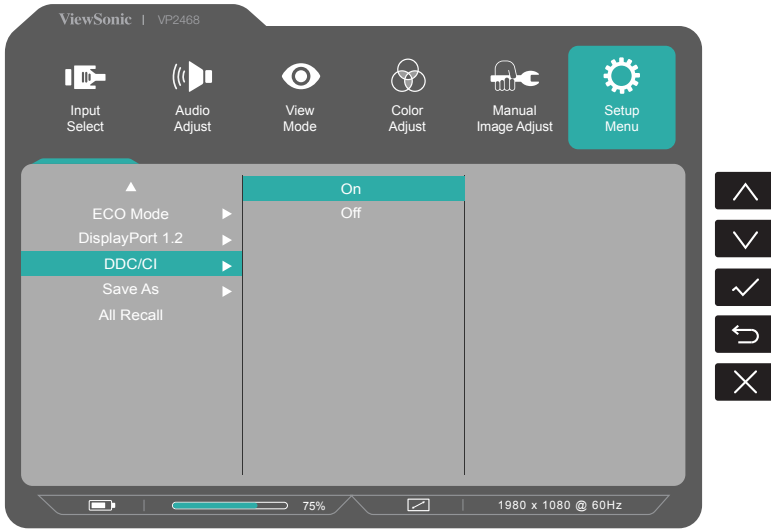 ViewSonic | VP2468
Input
Select
Audio
Adjust
View
Mode
Color
Adjust
Manual
Image Adjust
Setup
Menu
ECO Mode
DisplayPort 1.2
DDC/CI
Save As
All Recall
On
Off
75%
1980 x 1080 @ 60Hz